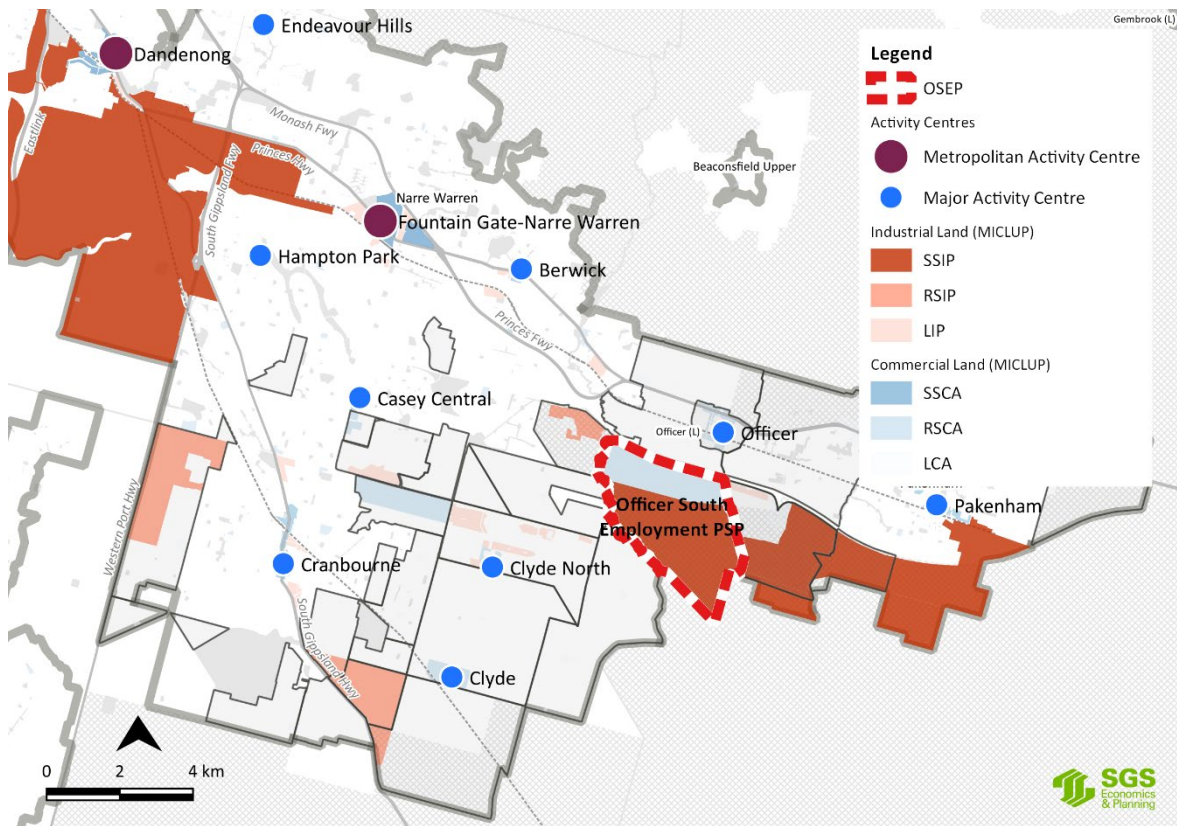 Gembrook (L)
Endeavour Hills
Dandenong
Legend
OSEP
Activity Centres
Metropolitan Activity Centre
Major Activity Centre
Industrial Land (MICLUP)
SSIP
RSIP
LIP
Commercial Land (MICLUP)
SSCA
RSCA
LCA
Eastlink
Monash Fwy
Princes Hwy
South Gippsland Fwy
Beaconsfield Upper
Narre Warren
Fountain Gate-Narre Warren
Hampton Park
Berwick
Princes Fwy
Casey Central
Officer (L)
Officer
Western Port Hwy
Officer South
Employment PSP
Pakenham
Cranbourne
Clyde North
South Gippsland Hwy
Clyde
0 2 4 km
SGS
Economics
& Planning